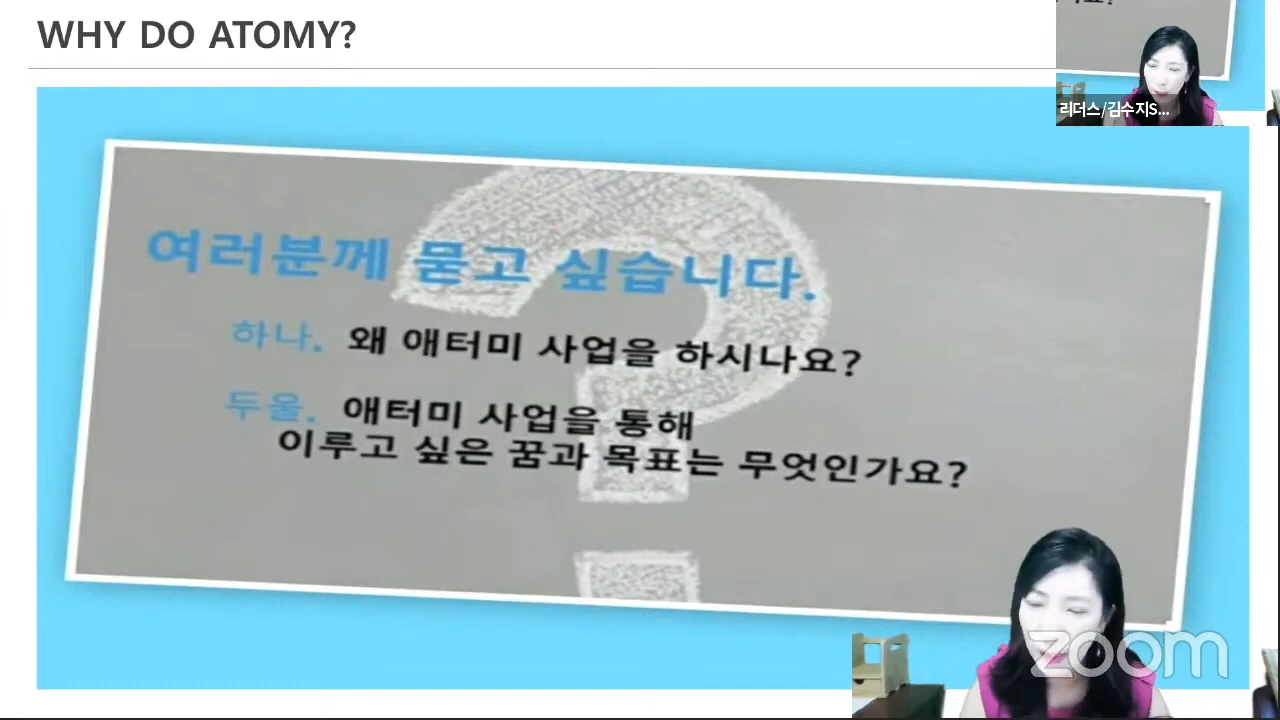 WHY DO ATOMY?
리더스/김수지S...
여러분께 묻고 싶습니다.
하나. 왜 애터미 사업을 하시나요?
두울. 애터미 사업을 통해
이루고 싶은 꿈과 목표는 무엇인가요?
zoom